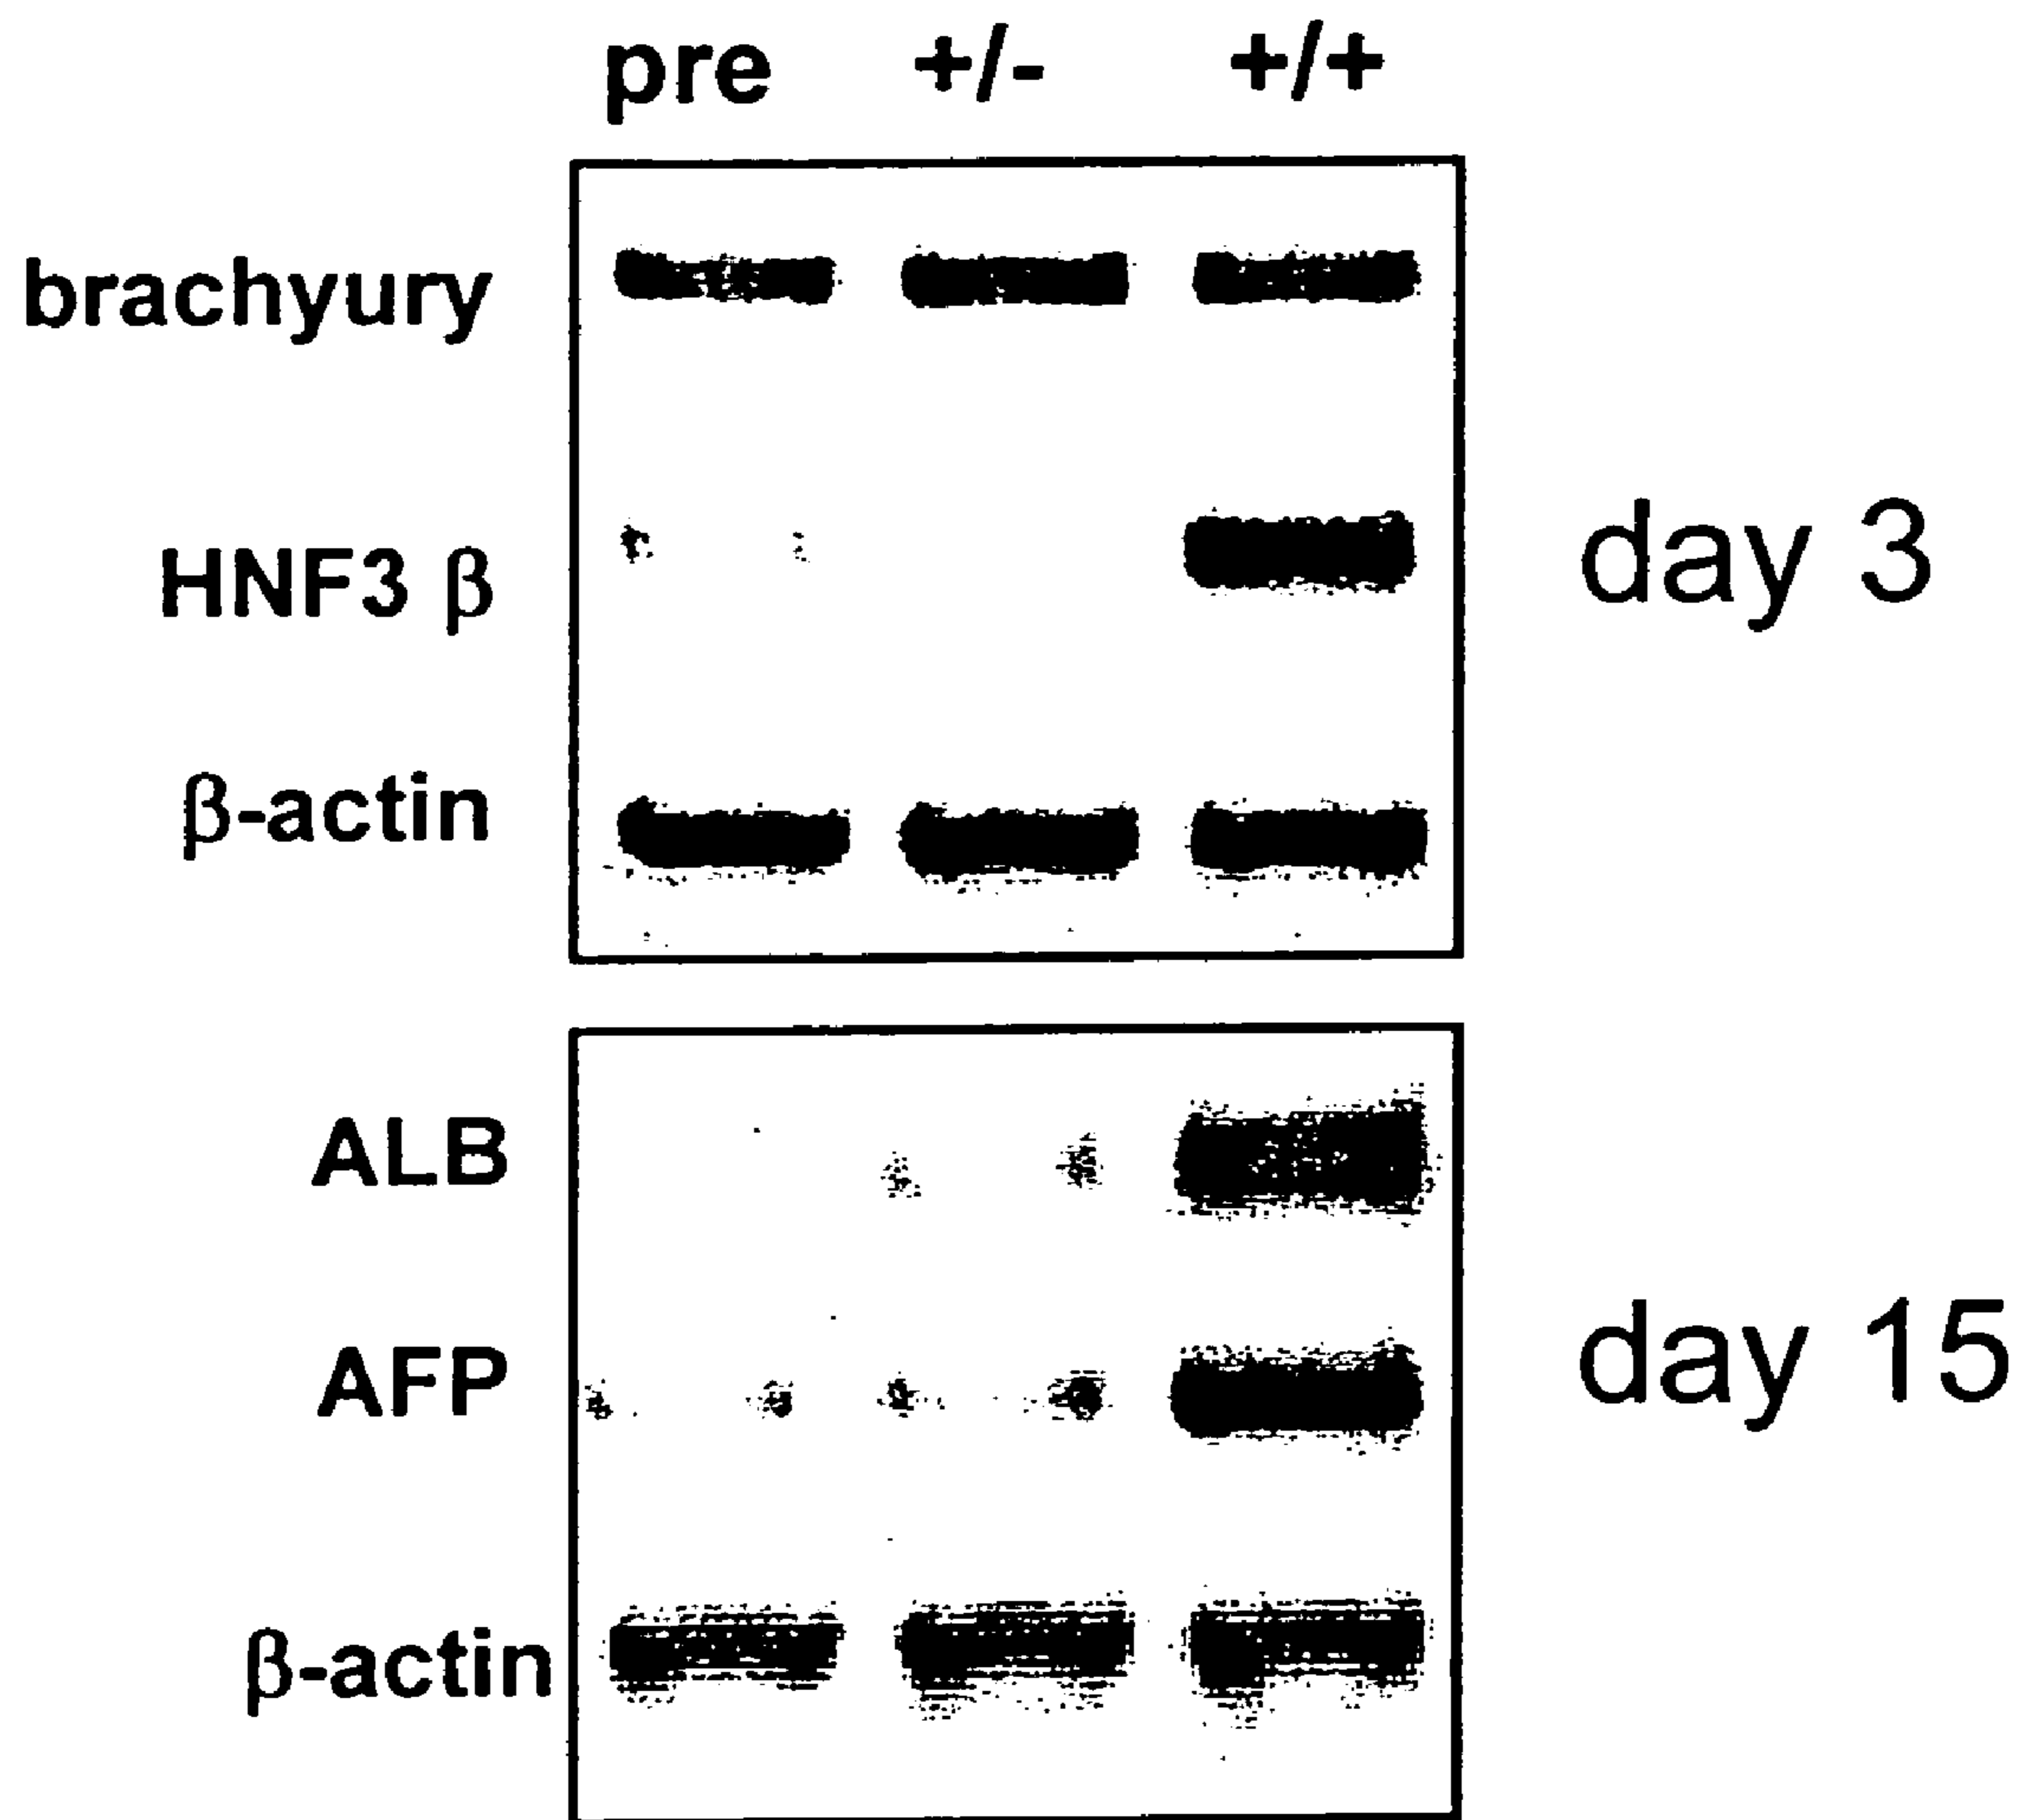 pre +/- +/+
brachyury
HNF3 β
day 3
β-actin
ALB
AFP
day 15
β-actin